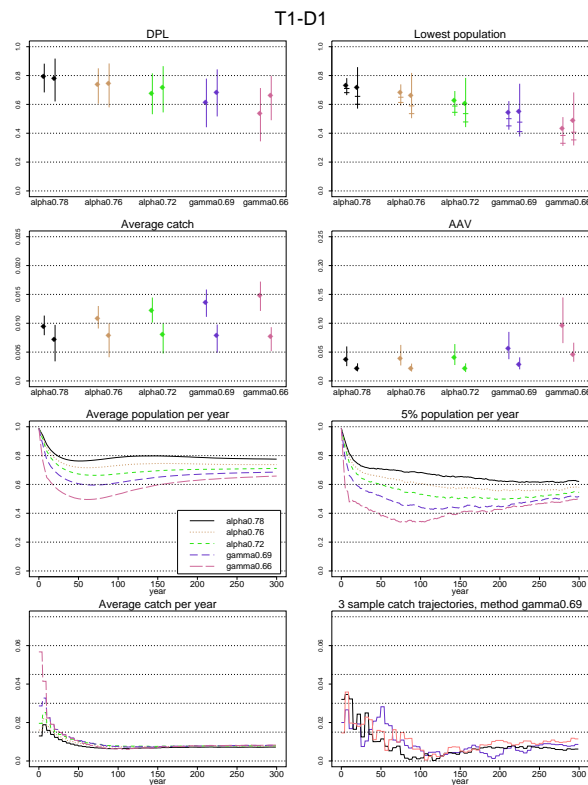 T1-D1
DPL
Lowest population
0.0 0.2 0.4 0.6 0.8 1.0
alpha0.78 alpha0.76 alpha0.72 gamma0.69 gamma0.66
0.0 0.2 0.4 0.6 0.8 1.0
alpha0.78 alpha0.76 alpha0.72 gamma0.69 gamma0.66
Average catch
AAV
0.0 0.005 0.010 0.015 0.020 0.025
alpha0.78 alpha0.76 alpha0.72 gamma0.69 gamma0.66
0.0 0.05 0.10 0.15 0.20 0.25
alpha0.78 alpha0.76 alpha0.72 gamma0.69 gamma0.66
Average population per year
5% population per year
0.0 0.2 0.4 0.6 0.8 1.0
alpha0.78
alpha0.76
alpha0.72
gamma0.69
gamma0.66
0 50 100 150 200 250 300
year
0.0 0.2 0.4 0.6 0.8 1.0
0 50 100 150 200 250 300
year
Average catch per year
3 sample catch trajectories, method gamma0.69
0.0 0.02 0.04 0.06
0 50 100 150 200 250 300
year
0.0 0.02 0.04 0.06
0 50 100 150 200 250 300
year